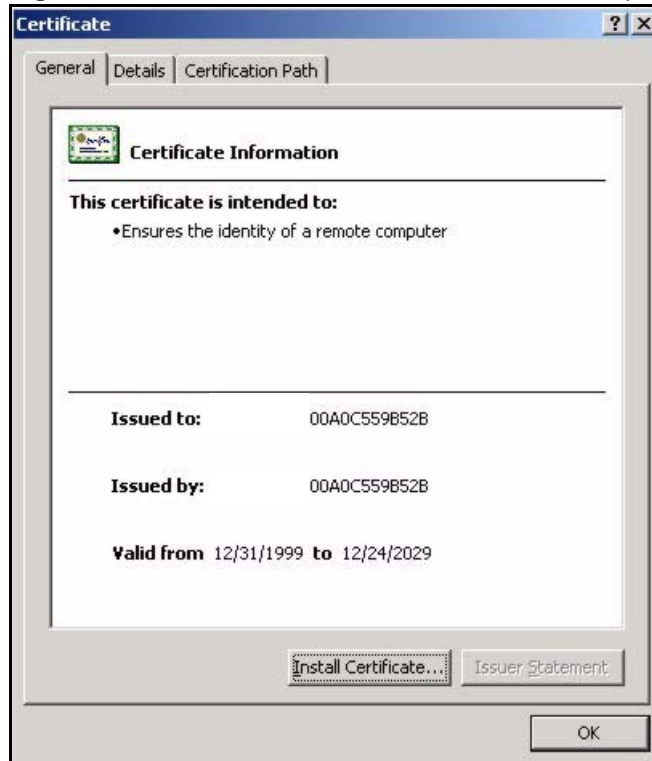 Certificate
General Details Certification Path
Certificate Information
This certificate is intended to:
•Ensures the identity of a remote computer
Issued to: 00A0C559B52B
Issued by: 00A0C559B52B
Valid from 12/31/1999 to 12/24/2029
Install Certificate... Issuer Statement
OK